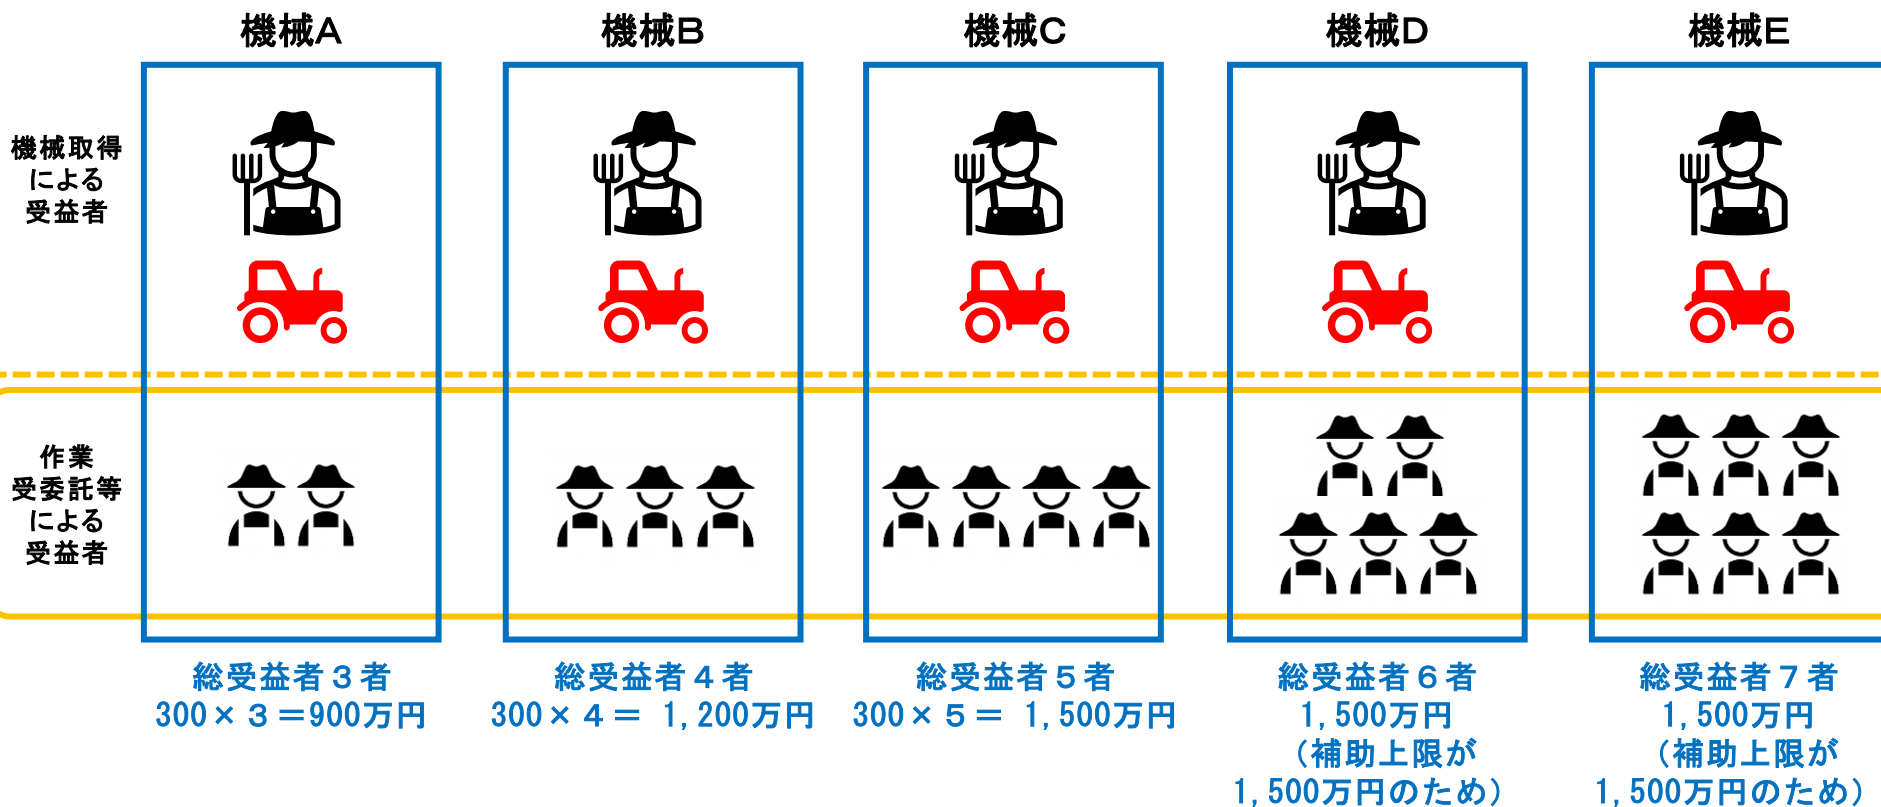 機械A
機械B
機械C
機械D
機械E
機械取得
による
受益者
作業
受委託等
による
受益者
総受益者３者
300×３＝900万円
総受益者４者
300×４＝ 1,200万円
総受益者５者
300×５＝ 1,500万円
総受益者６者
1,500万円
（補助上限が
1,500万円のため）
総受益者７者
1,500万円
（補助上限が
1,500万円のため）